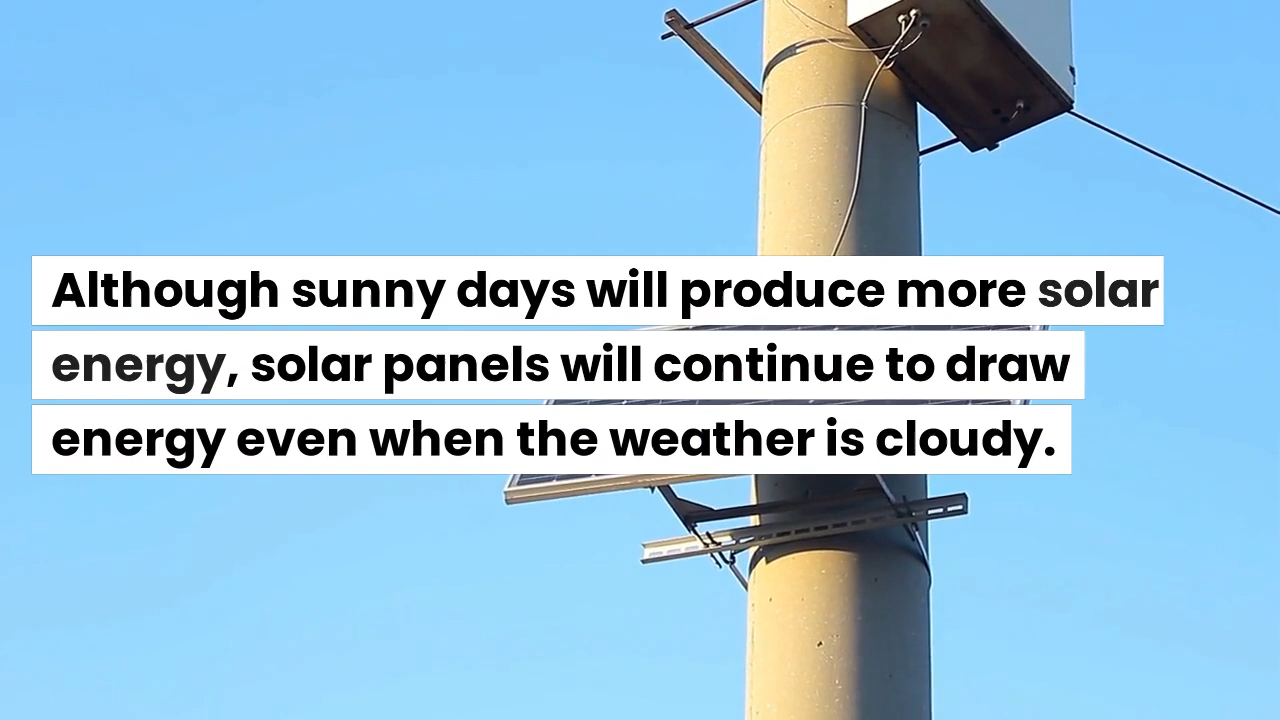 Although sunny days will produce more solar
energy, solar panels will continue to draw
energy even when the weather is cloudy.